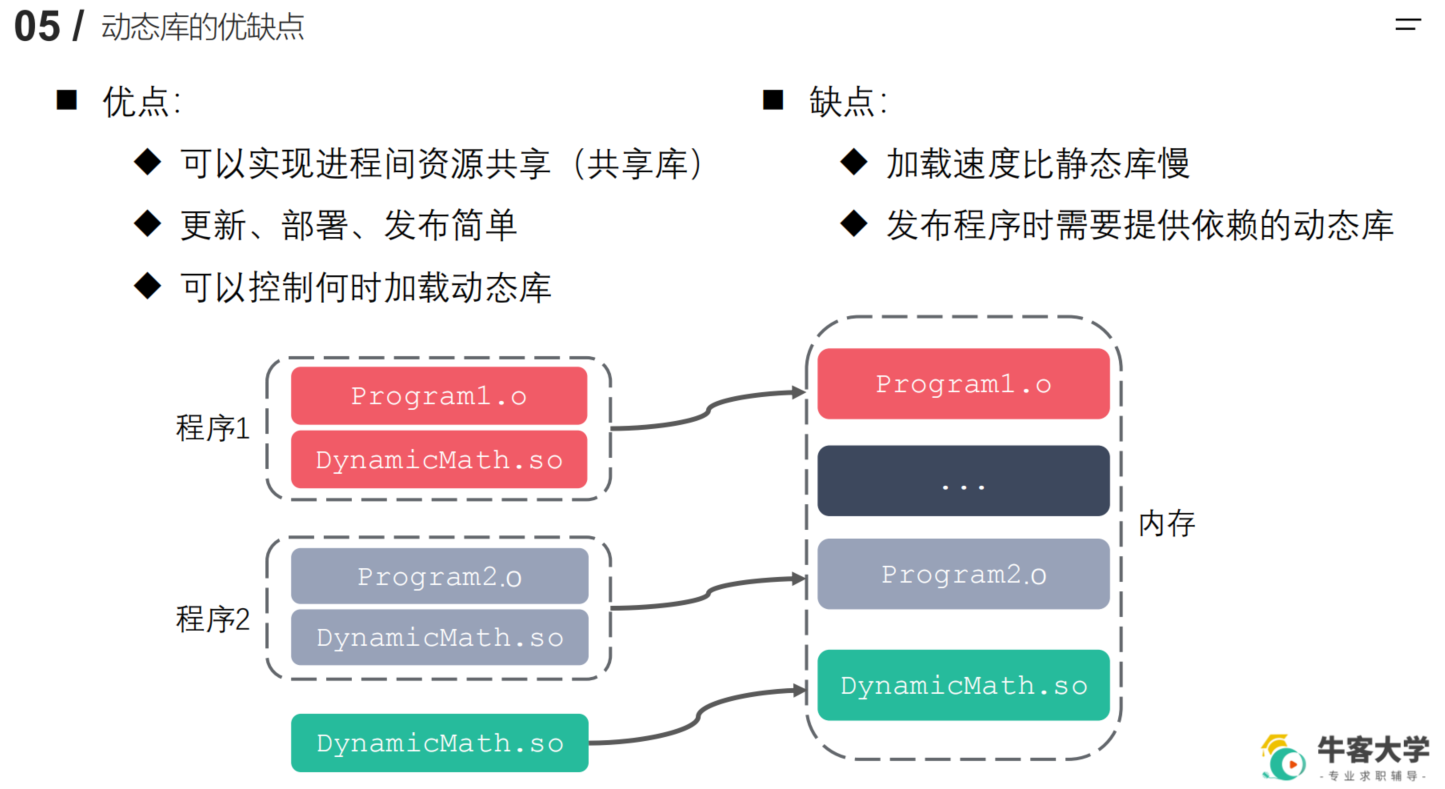 05 / 动态库的优缺点
优点：
可以实现进程间资源共享（共享库）
更新、部署、发布简单
可以控制何时加载动态库
缺点：
加载速度比静态库慢
发布程序时需要提供依赖的动态库
程序1
Program1.o
DynamicMath.so
程序2
Program2.o
DynamicMath.so
DynamicMath.so
Program1.o
...
Program2.o
DynamicMath.so
内存
牛客大学
-专业求职辅导-